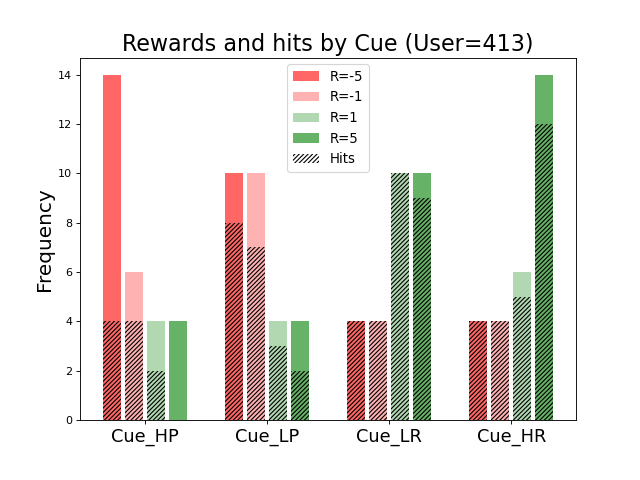 Rewards and hits by Cue (User=413)
R=-5
R=-1
R=1
R=5
Hits
Frequency
14
12
10
8
6
4
2
0
Cue_HP
Cue_LP
Cue_LR
Cue_HR